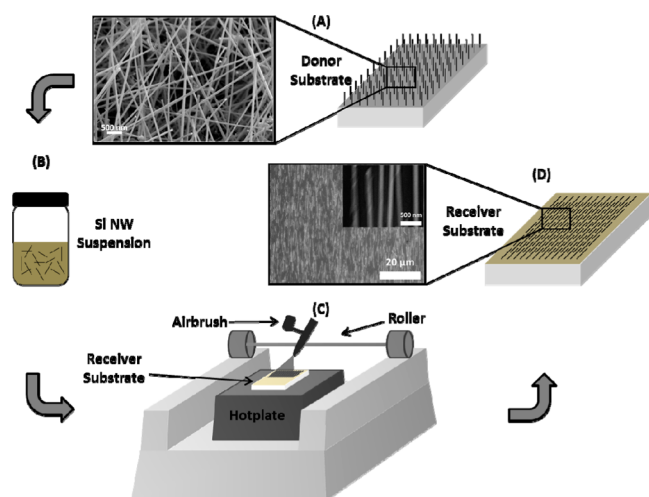 (A)
Donor
Substrate
500 nm
(B)
Si NW
Suspension
(D)
Receiver
Substrate
500 nm
20 µm
(C)
Airbrush
Roller
Receiver
Substrate
Hotplate